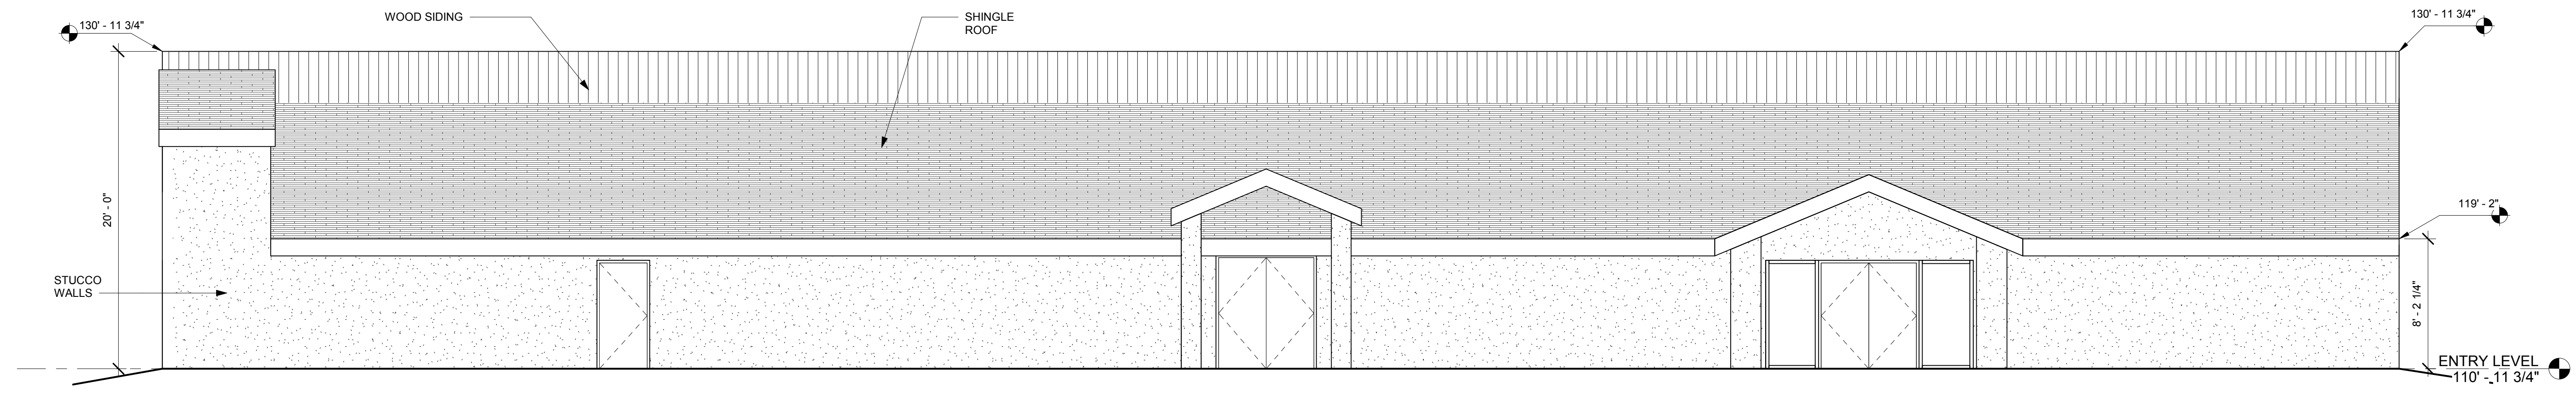 130' - 11 3/4"
WOOD SIDING
SHINGLE
ROOF
130' - 11 3/4"
20' - 0"
119' - 2"
STUCCO
WALLS
8' - 2 1/4"
ENTRY LEVEL
110' - 11 3/4"